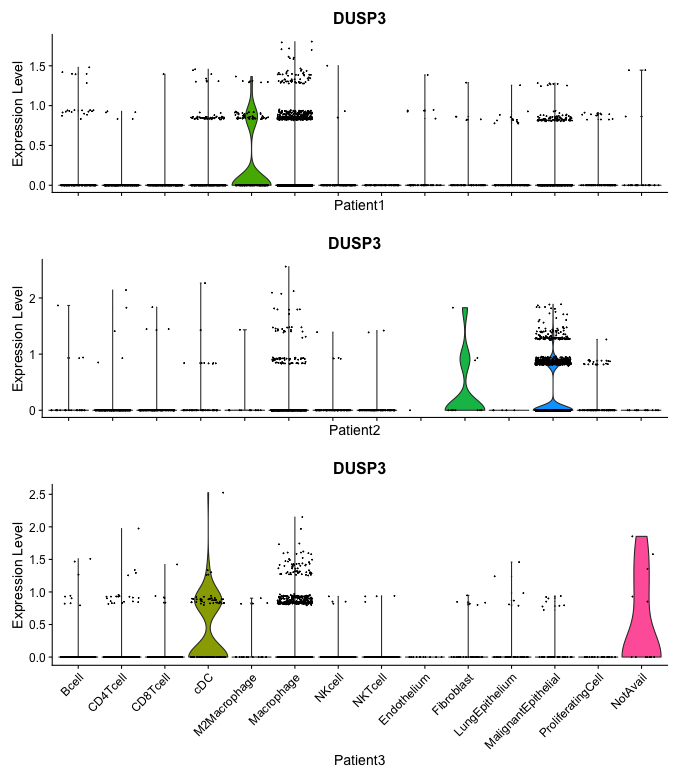 DUSP3
Expression Level
1.5
1.0
0.5
0.0
Patient1
DUSP3
Expression Level
2
1
0
Patient2
DUSP3
Expression Level
2.5
2.0
1.5
1.0
0.5
0.0
Bcell
CD4Tcell
CD8Tcell
cDC
M2Macrophage
Macrophage
NKcell
NKTcell
Endothelium
Fibroblast
LungEpithelium
MalignantEpithelial
ProliferatingCell
NotAvail
Patient3